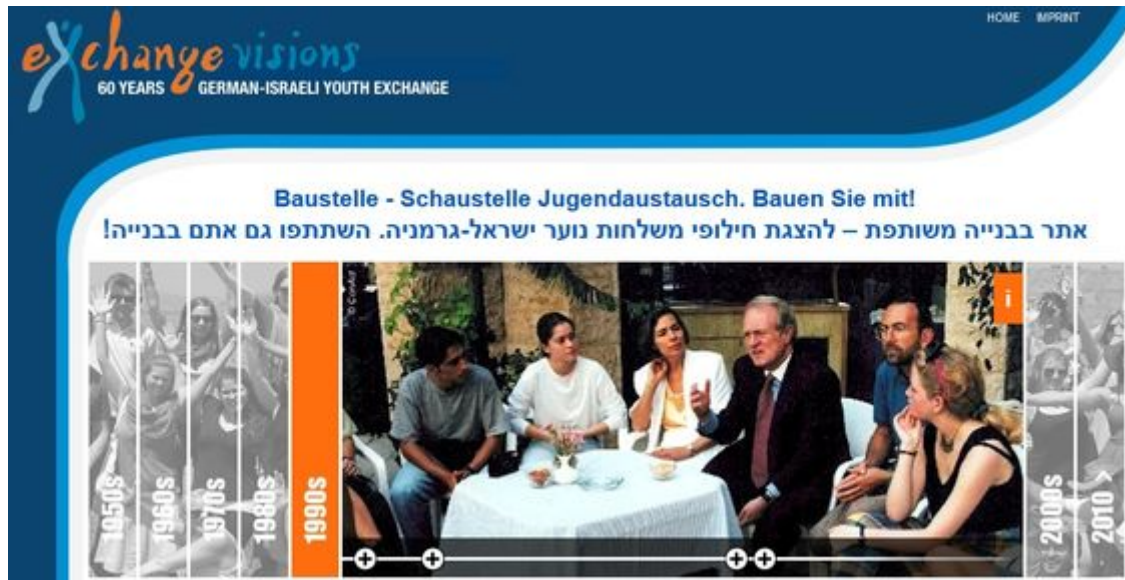 HOME IMPRINT
exchange visions
60 YEARS GERMAN-ISRAELI YOUTH EXCHANGE
Baustelle - Schaustelle Jugendaustausch. Bauen Sie mit!
אתר בבנייה משותפת – להצגת חילופי משלחות נוער ישראל-גרמניה. השתתפו גם אתם בבנייה!
© ConAct
i
1950s
1960s
1970s
1980s
1990s
2000s
2010 >